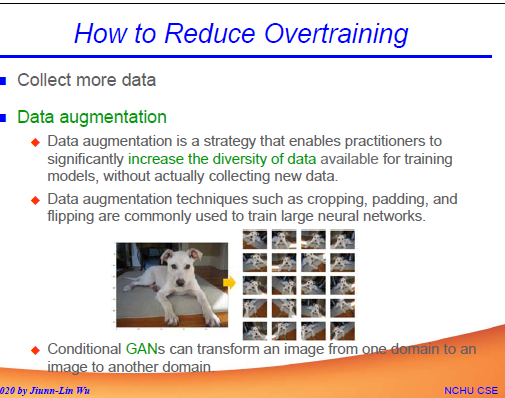 How to Reduce Overtraining
Collect more data
Data augmentation
Data augmentation is a strategy that enables practitioners to
significantly increase the diversity of data available for training
models, without actually collecting new data.
Data augmentation techniques such as cropping, padding, and
flipping are commonly used to train large neural networks.
Conditional GANs can transform an image from one domain to an
image to another domain.
020 by Jiunn-Lin Wu
NCHU CSE